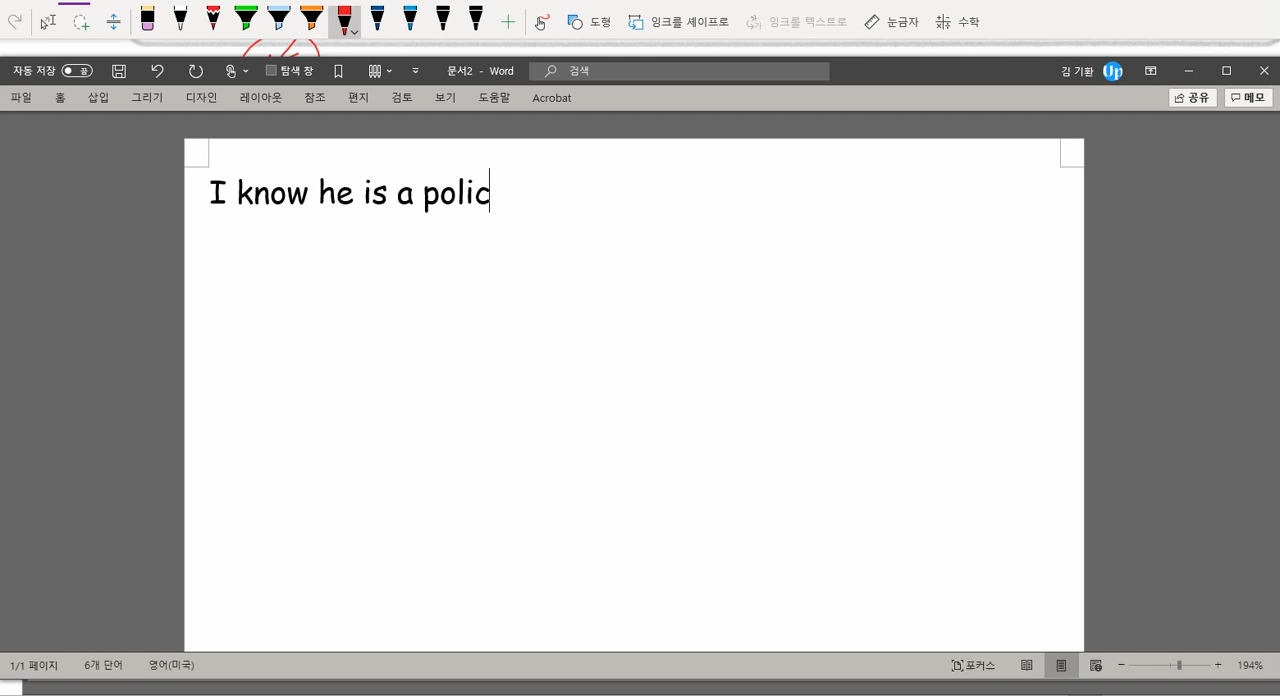 도형 잉크를 셰이프로 잉크를 텍스트로 눈금자 수학
자동 저장 끔 탐색 창 문서2 - Word 검색 김 기환 Up
파일 홈 삽입 그리기 디자인 레이아웃 참조 편지 검토 보기 도움말 Acrobat 공유 메모
I know he is a polic
1/1 페이지 6개 단어 영어(미국) 포커스 194%